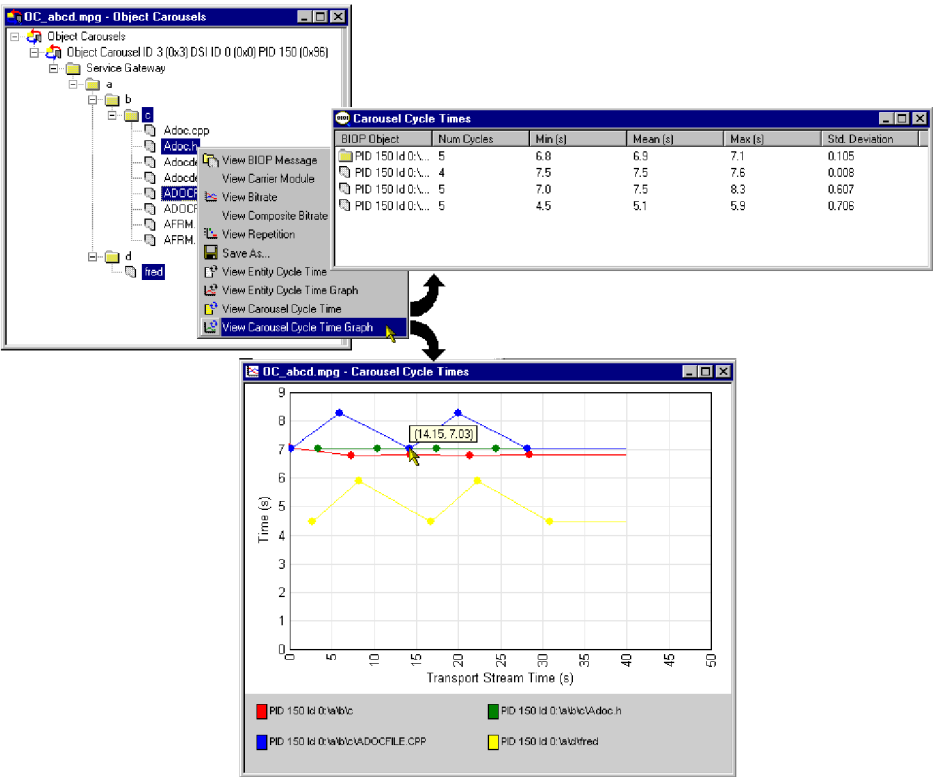 OC_abcd.mpg - Object Carousels
Object Carousels
Object Carousel ID 3 (0x3) DSI ID 0 (0x0) PID 150 (0x96)
Service Gateway
a
b
c
Adoc.cpp
Adoc.h
Adocde
Adocde
ADOCF
ADOCF
AFRM.
AFRM.
d
fred
View BIOP Message
View Carrier Module
View Bitrate
View Composite Bitrate
View Repetition
Save As...
View Entity Cycle Time
View Entity Cycle Time Graph
View Carousel Cycle Time
View Carousel Cycle Time Graph
Carousel Cycle Times
BIOP Object Num Cycles Min (s) Mean (s) Max (s) Std. Deviation
PID 150 Id 0:\... 5 6.8 6.9 7.1 0.105
PID 150 Id 0:\... 4 7.5 7.5 7.6 0.008
PID 150 Id 0:\... 5 7.0 7.5 8.3 0.607
PID 150 Id 0:\... 5 4.5 5.1 5.9 0.706
OC_abcd.mpg - Carousel Cycle Times
9
8
(14.15, 7.03)
7
6
5
4
3
2
1
0
Time (s)
0 5 10 15 20 25 30 35 40 45 50
Transport Stream Time (s)
PID 150 Id 0:\a\b\c PID 150 Id 0:\a\b\c\Adoc.h
PID 150 Id 0:\a\b\c\ADOCFILE.CPP PID 150 Id 0:\a\d\fred